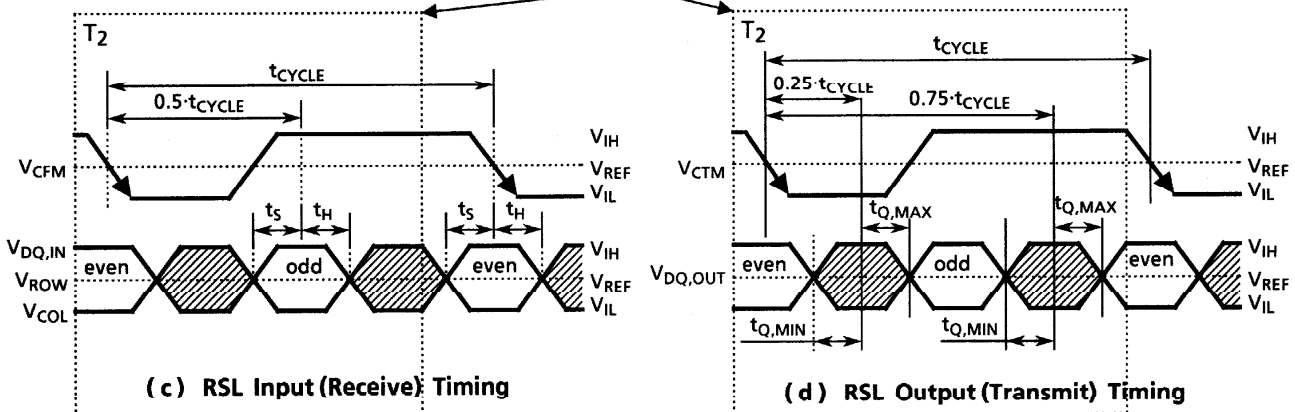 T2
tCYCLE
0.5·tCYCLE
VCFM
VIH
VREF
VIL
tS
tH
tS
tH
VDQ,IN
VROW
VCOL
even
odd
even
VIH
VREF
VIL
(c) RSL Input (Receive) Timing
T2
tCYCLE
0.25·tCYCLE
0.75·tCYCLE
VCTM
VIH
VREF
VIL
tQ,MAX
tQ,MAX
VDQ,OUT
even
odd
even
VIH
VREF
VIL
tQ,MIN
tQ,MIN
(d) RSL Output (Transmit) Timing